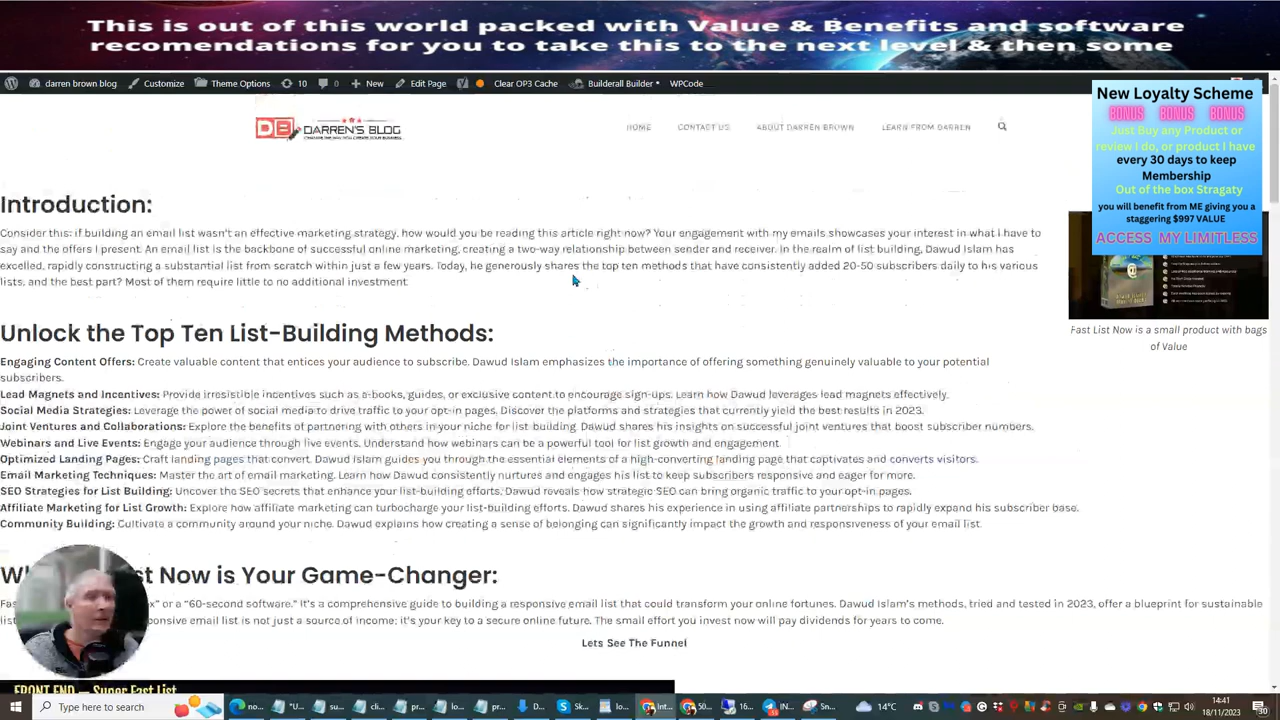 This is out of this world packed with Value & Benefits and software
recomendations for you to take this to the next level & then some
darren brown blog
Customize
Theme Options
10
0
New
Edit Page
Clear OP3 Cache
Builderall Builder
WPCode
DB DARREN'S BLOG
HOME
CONTACT US
ABOUT DARREN BROWN
LEARN FROM DARREN
New Loyalty Scheme
BONUS BONUS BONUS
Just Buy any Product or
review I do, or product I have
every 30 days to keep
Membership
Out of the box Stragaty
you will benefit from ME giving you a
staggering $997 VALUE
ACCESS MY LIMITLESS
Fast List Now is a small product with bags
of Value
Introduction:
Consider this: if building an email list wasn't an effective marketing strategy, how would you be reading this article right now? Your engagement with my emails showcases your interest in what I have to
say and the offers I present. An email list is the backbone of successful online marketing, creating a two-way relationship between sender and receiver. In the realm of list building, Dawud Islam has
excelled, rapidly constructing a substantial list from scratch within just a few years. Today, he generously shares the top ten methods that have consistently added 20-50 subscribers daily to his various
lists, and the best part? Most of them require little to no additional investment.
Unlock the Top Ten List-Building Methods:
Engaging Content Offers: Create valuable content that entices your audience to subscribe. Dawud Islam emphasizes the importance of offering something genuinely valuable to your potential
subscribers.
Lead Magnets and Incentives: Provide irresistible incentives such as e-books, guides, or exclusive content to encourage sign-ups. Learn how Dawud leverages lead magnets effectively.
Social Media Strategies: Leverage the power of social media to drive traffic to your opt-in pages. Discover the platforms and strategies that currently yield the best results in 2023.
Joint Ventures and Collaborations: Explore the benefits of partnering with others in your niche for list building. Dawud shares his insights on successful joint ventures that boost subscriber numbers.
Webinars and Live Events: Engage your audience through live events. Understand how webinars can be a powerful tool for list growth and engagement.
Optimized Landing Pages: Craft landing pages that convert. Dawud Islam guides you through the essential elements of a high-converting landing page that captivates and converts visitors.
Email Marketing Techniques: Master the art of email marketing. Learn how Dawud consistently nurtures and engages his list to keep subscribers responsive and eager for more.
SEO Strategies for List Building: Uncover the SEO secrets that enhance your list-building efforts. Dawud reveals how strategic SEO can bring organic traffic to your opt-in pages.
Affiliate Marketing for List Growth: Explore how affiliate marketing can turbocharge your list-building efforts. Dawud shares his experience in using affiliate partnerships to rapidly expand his subscriber base.
Community Building: Cultivate a community around your niche. Dawud explains how creating a sense of belonging can significantly impact the growth and responsiveness of your email list.
st Now is Your Game-Changer:
or a "60-second software." It's a comprehensive guide to building a responsive email list that could transform your online fortunes. Dawud Islam's methods, tried and tested in 2023, offer a blueprint for sustainable
ponsive email list is not just a source of income; it's your key to a secure online future. The small effort you invest now will pay dividends for years to come.
Lets See The Funnel
FRONT END – Super Fast List
Type here to search
no...
"U...
su...
cli...
pr...
lo...
pr...
D...
Sk...
lo...
Int...
50...
16...
IN...
Sn...
14°C
14:41
18/11/2023
30